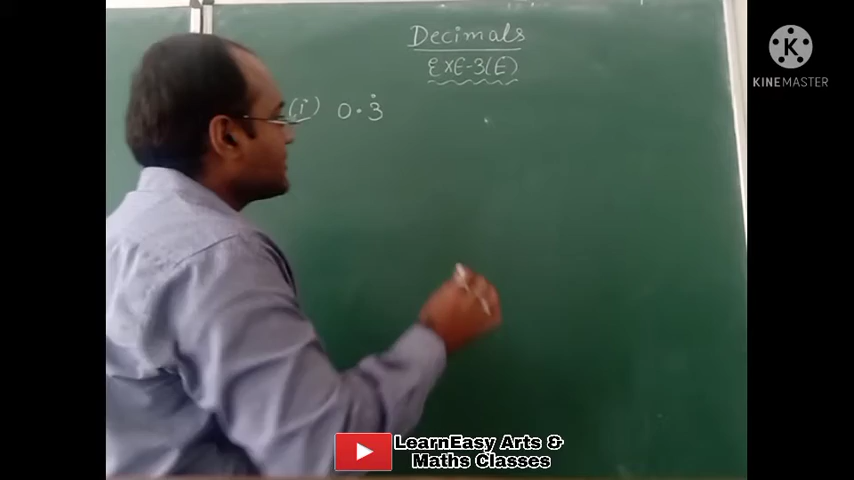 Decimals
EXE-3(E)
(i) 0.3̇
K
KINEMASTER
LearnEasy Arts &
Maths Classes